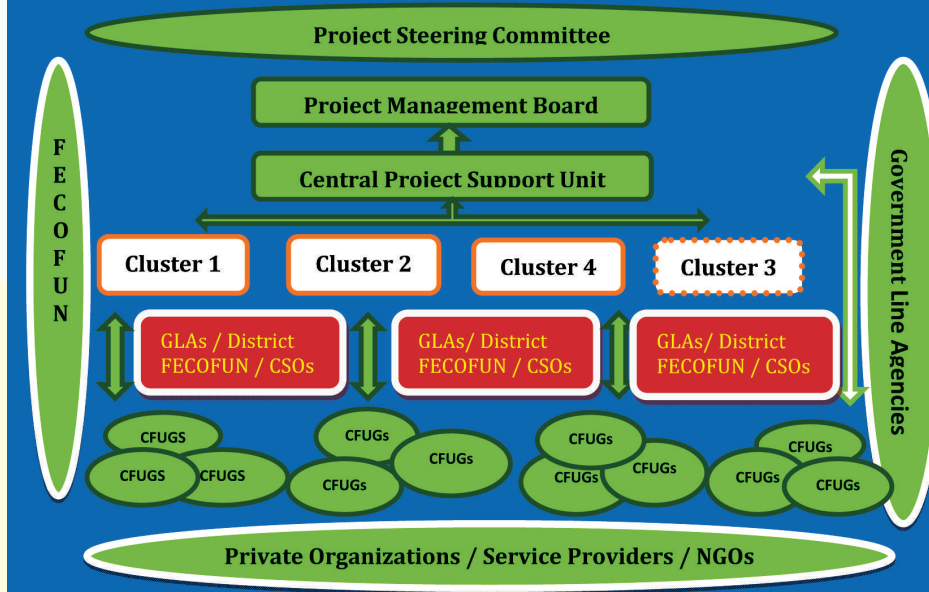 Project Steering Committee
FECOFUN
Project Management Board
Central Project Support Unit
Government Line Agencies
Cluster 1
Cluster 2
Cluster 4
Cluster 3
GLAs / District
FECOFUN / CSOs
GLAs/ District
FECOFUN / CSOs
GLAs/ District
FECOFUN / CSOs
CFUGS
CFUGS
CFUGS
CFUGs
CFUGs
CFUGs
CFUGs
CFUGs
CFUGs
CFUGs
CFUGs
CFUGs
Private Organizations / Service Providers / NGOs